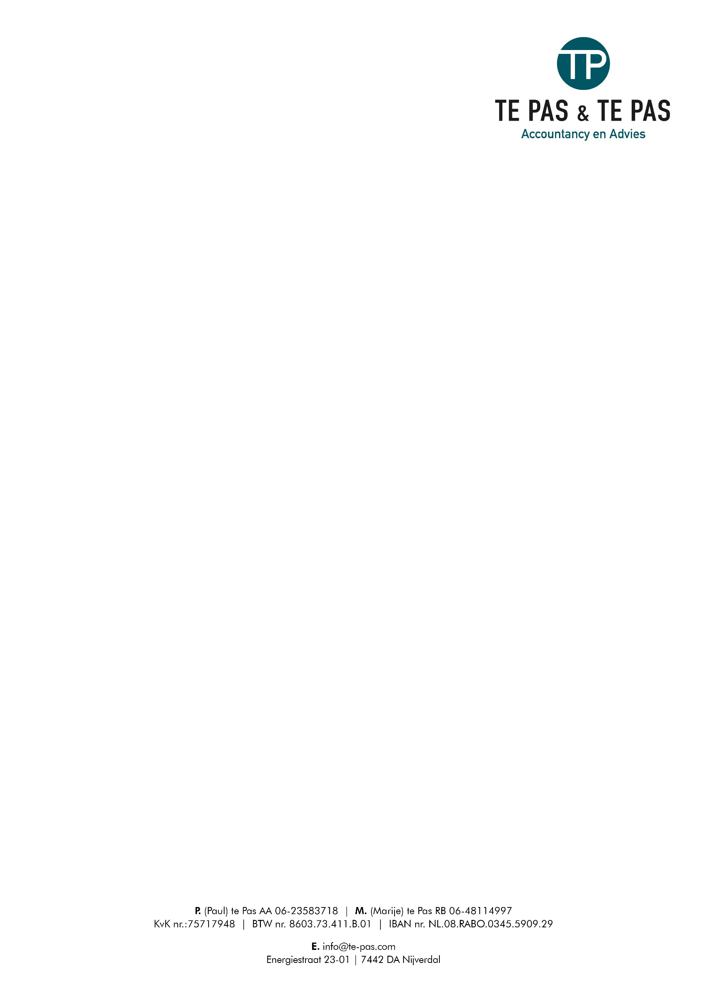 TP
TE PAS & TE PAS
Accountancy en Advies
P. (Paul) te Pas AA 06-23583718 | M. (Marije) te Pas RB 06-48114997
KvK nr.:75717948 | BTW nr. 8603.73.411.B.01 | IBAN nr. NL.08.RABO.0345.5909.29
E. info@te-pas.com
Energiestraat 23-01 | 7442 DA Nijverdal